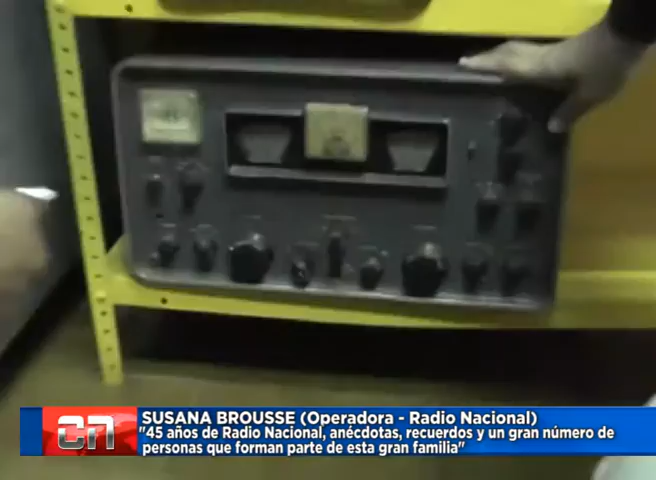 CN
SUSANA BROUSSE (Operadora - Radio Nacional)
"45 años de Radio Nacional, anécdotas, recuerdos y un gran número de
personas que forman parte de esta gran familia"